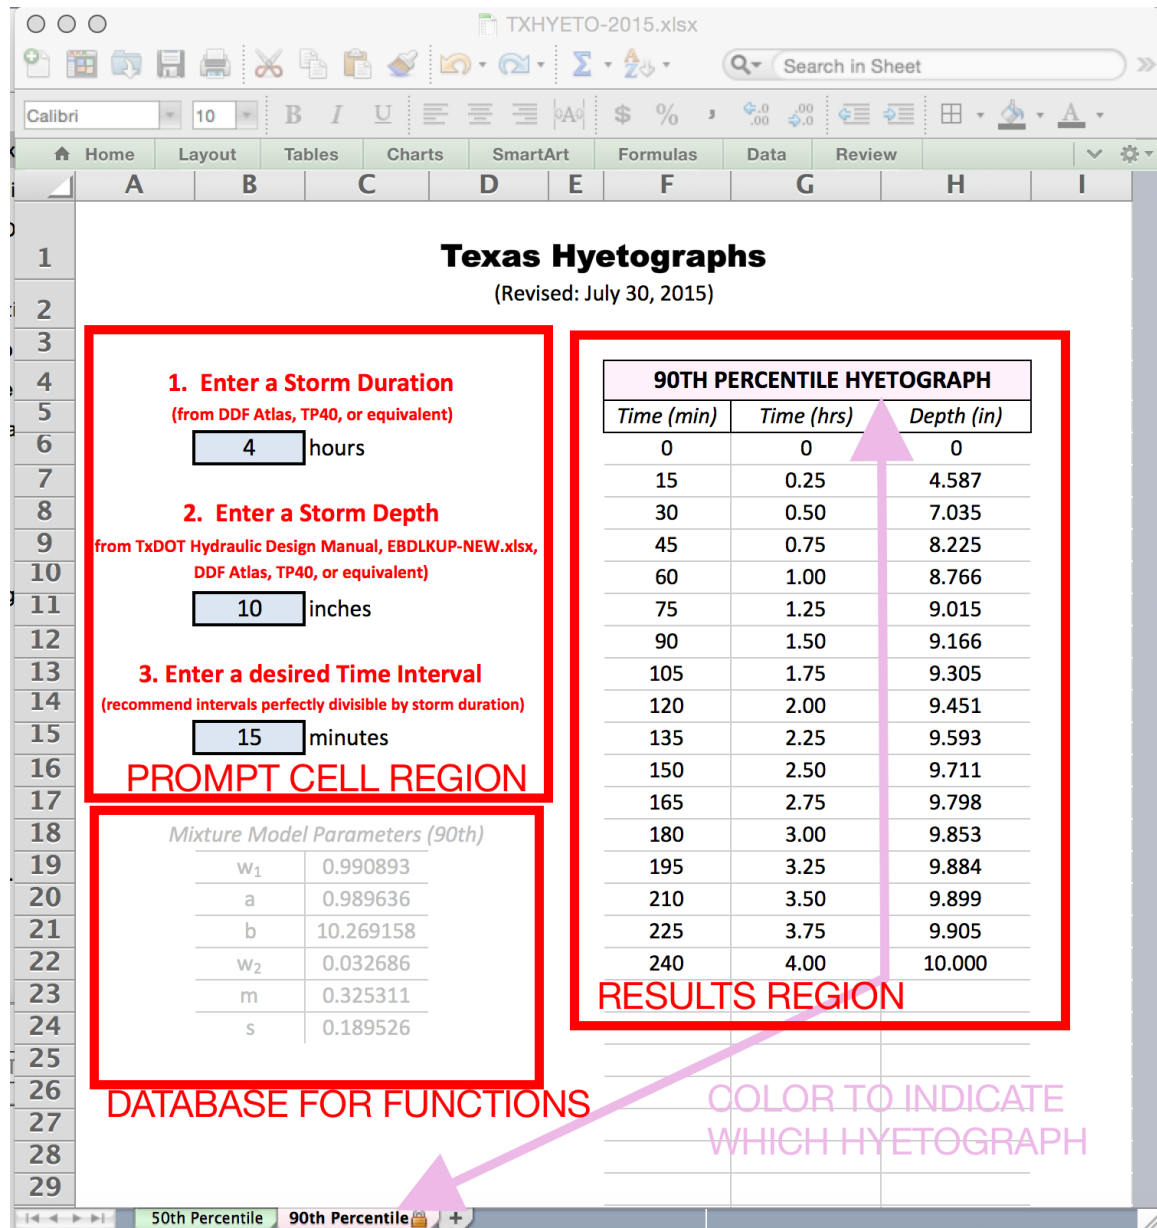 TXHYETO-2015.xlsx
Search in Sheet
Calibri 10 B I U A $ % , .0 .00 .00 .0 A
Home Layout Tables Charts SmartArt Formulas Data Review
A B C D E F G H I
1 Texas Hyetographs
2 (Revised: July 30, 2015)
3
4 1. Enter a Storm Duration 90TH PERCENTILE HYETOGRAPH
5 (from DDF Atlas, TP40, or equivalent) Time (min) Time (hrs) Depth (in)
6 4 hours 0 0 0
7 15 0.25 4.587
8 2. Enter a Storm Depth 30 0.50 7.035
9 from TxDOT Hydraulic Design Manual, EBDLKUP-NEW.xlsx, 45 0.75 8.225
10 DDF Atlas, TP40, or equivalent) 60 1.00 8.766
11 10 inches 75 1.25 9.015
12 90 1.50 9.166
13 3. Enter a desired Time Interval 105 1.75 9.305
14 (recommend intervals perfectly divisible by storm duration) 120 2.00 9.451
15 15 minutes 135 2.25 9.593
16 PROMPT CELL REGION 150 2.50 9.711
17 165 2.75 9.798
18 Mixture Model Parameters (90th) 180 3.00 9.853
19 w1 0.990893 195 3.25 9.884
20 a 0.989636 210 3.50 9.899
21 b 10.269158 225 3.75 9.905
22 w2 0.032686 240 4.00 10.000
23 m 0.325311 RESULTS REGION
24 s 0.189526
25
26 DATABASE FOR FUNCTIONS COLOR TO INDICATE
27 WHICH HYETOGRAPH
28
29
50th Percentile 90th Percentile +